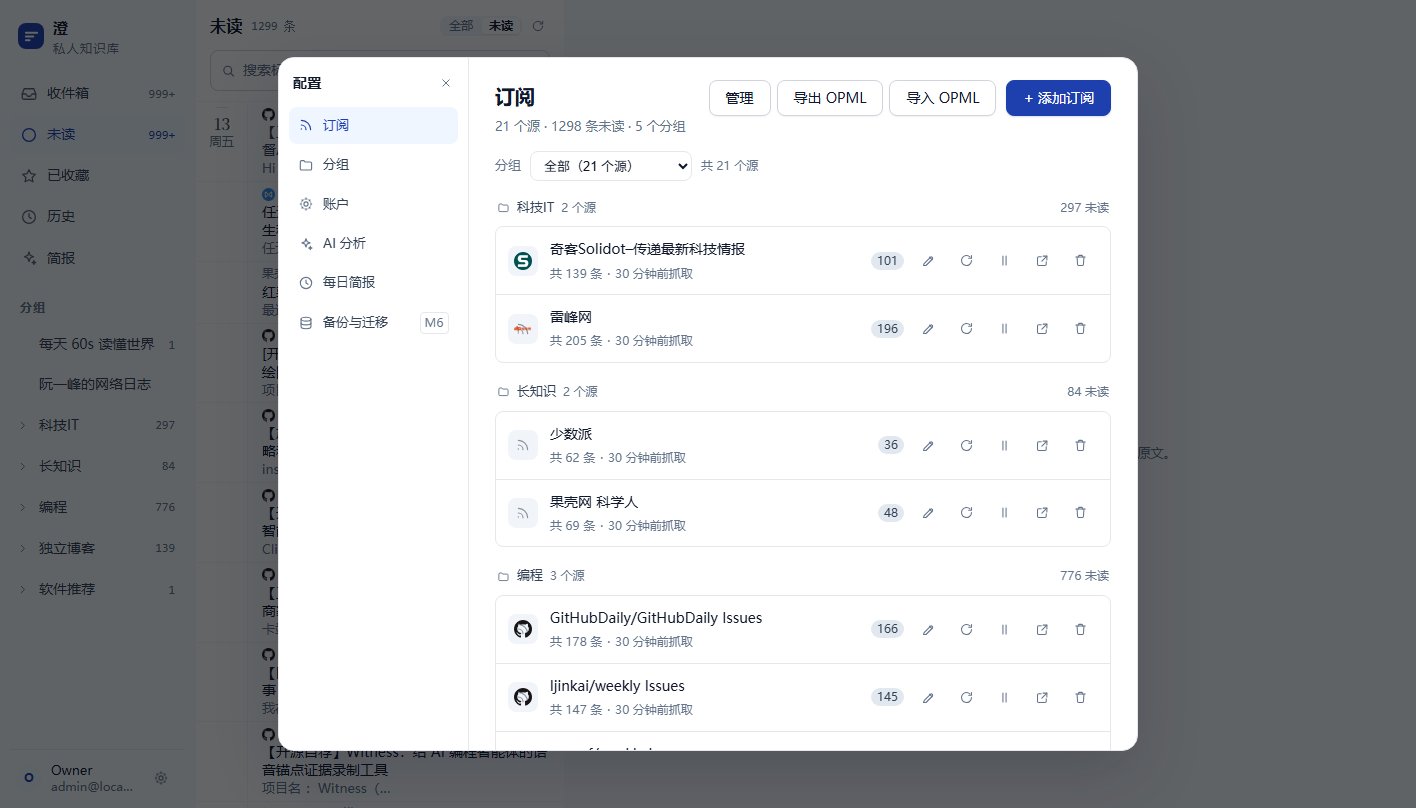 澄
私人知识库
收件箱 999+
未读 999+
已收藏
历史
简报
分组
每天 60s 读懂世界 1
阮一峰的网络日志
科技IT 297
长知识 84
编程 776
独立博客 139
软件推荐 1
Owner
admin@loca...
未读 1299 条 全部 未读
13
周五
Hi
项目名：Witness（...
音锚点证据录制工具
原文。
配置
订阅
分组
账户
AI 分析
每日简报
备份与迁移 M6
订阅
21 个源 · 1298 条未读 · 5 个分组
管理
导出 OPML
导入 OPML
+ 添加订阅
分组 全部（21 个源） 共 21 个源
科技IT 2 个源 297 未读
奇客Solidot–传递最新科技情报
共 139 条 · 30 分钟前抓取
101
雷峰网
共 205 条 · 30 分钟前抓取
196
长知识 2 个源 84 未读
少数派
共 62 条 · 30 分钟前抓取
36
果壳网 科学人
共 69 条 · 30 分钟前抓取
48
编程 3 个源 776 未读
GitHubDaily/GitHubDaily Issues
共 178 条 · 30 分钟前抓取
166
ljinkai/weekly Issues
共 147 条 · 30 分钟前抓取
145